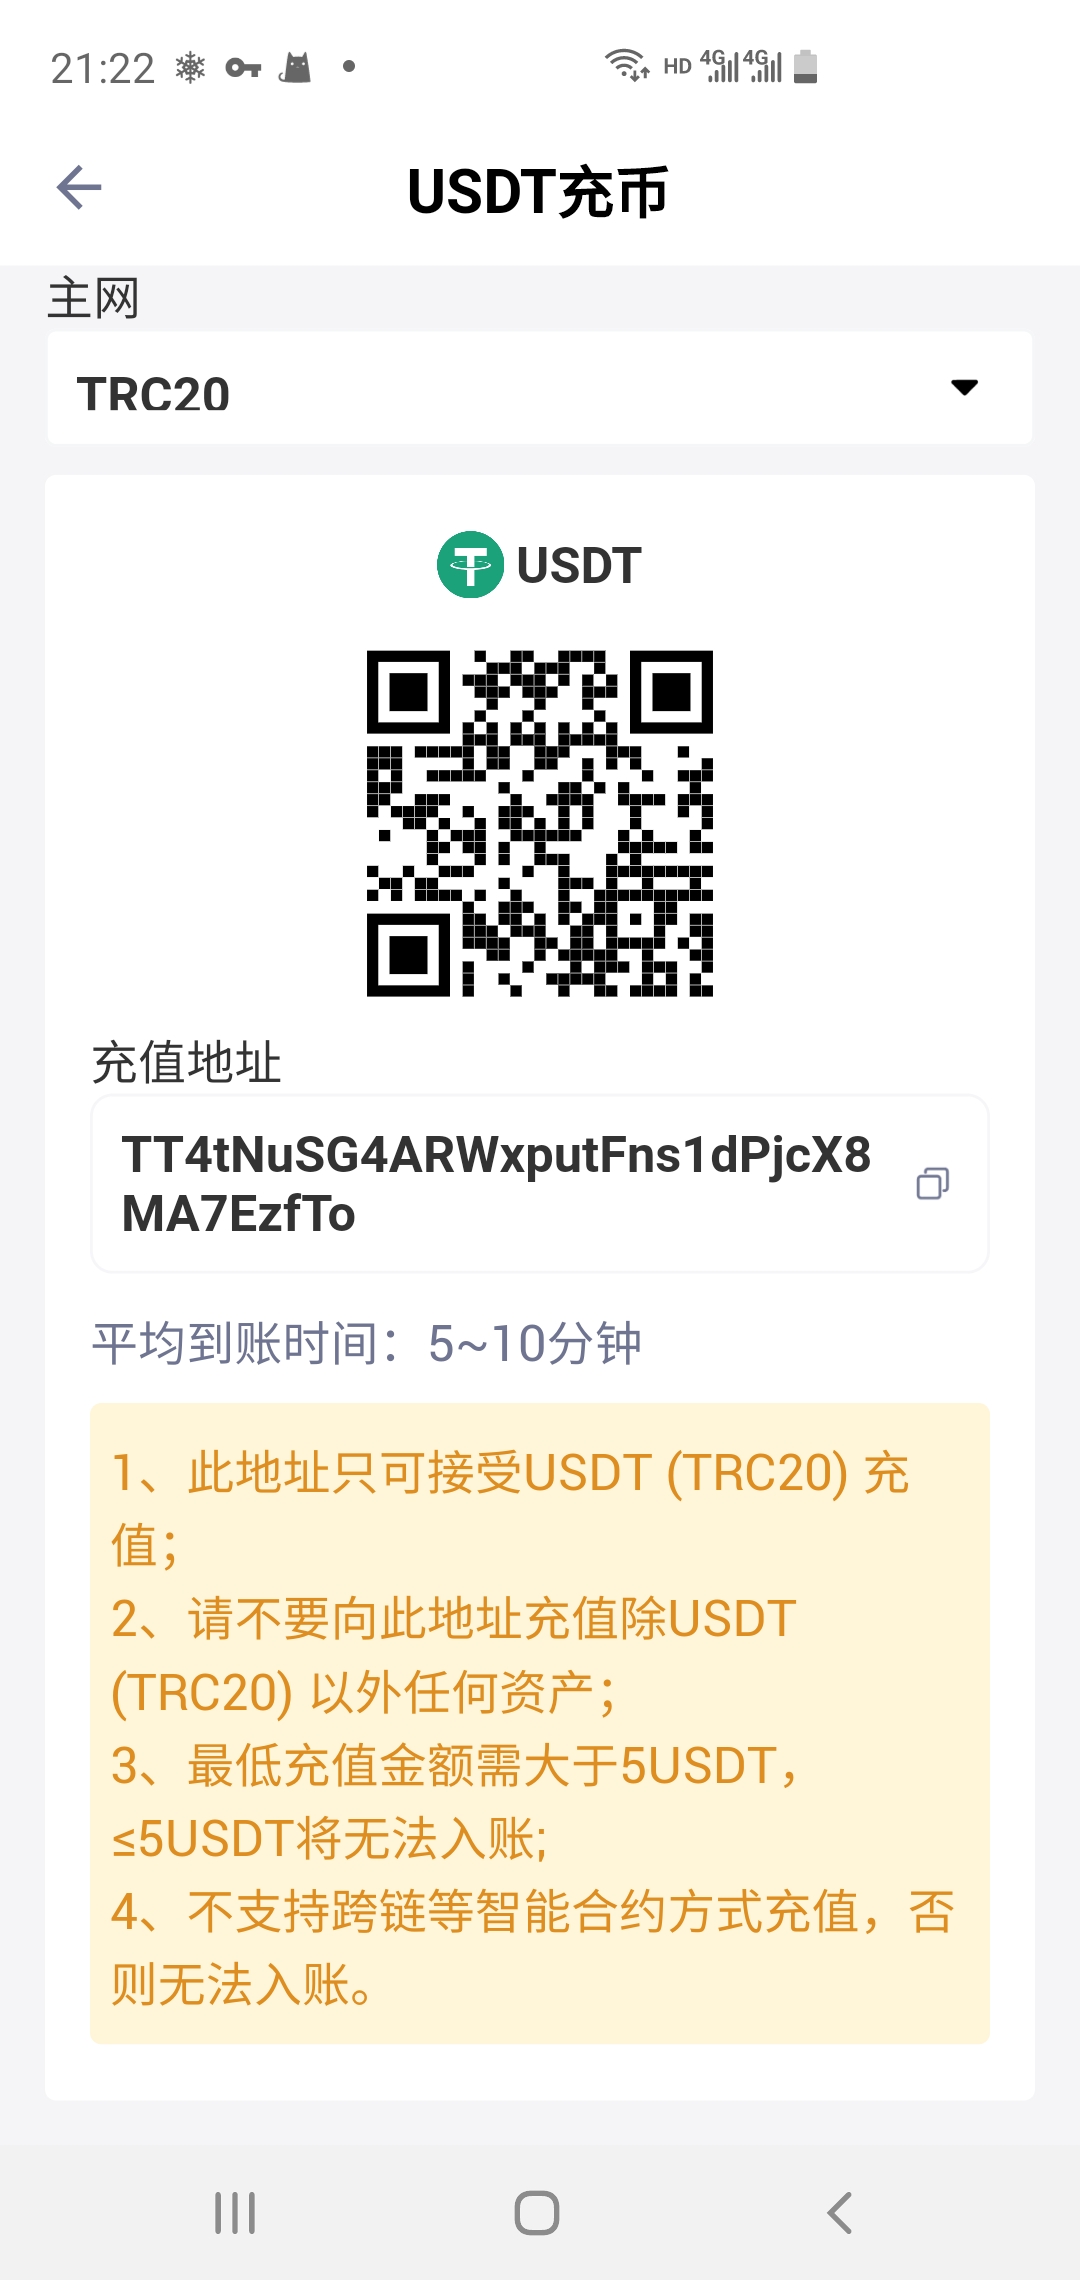 21:22
HD 4G 4G
USDT充币
主网
TRC20
USDT
充值地址
TT4tNuSG4ARWxputFns1dPjcX8
MA7EzfTo
平均到账时间：5~10分钟
1、此地址只可接受USDT (TRC20) 充
值；
2、请不要向此地址充值除USDT
(TRC20) 以外任何资产；
3、最低充值金额需大于5USDT，
≤5USDT将无法入账;
4、不支持跨链等智能合约方式充值，否
则无法入账。